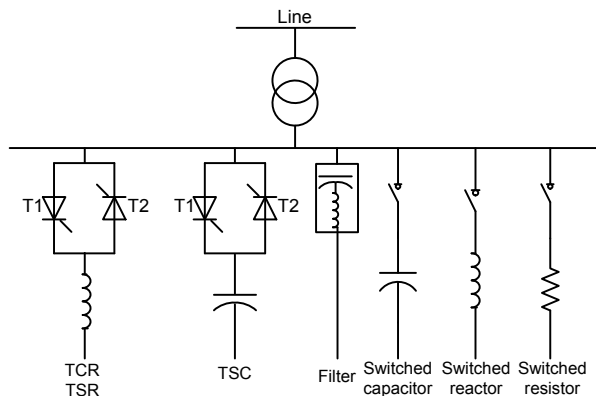 Line
T1
T2
T1
T2
TCR
TSR
TSC
Filter
Switched
capacitor
Switched
reactor
Switched
resistor